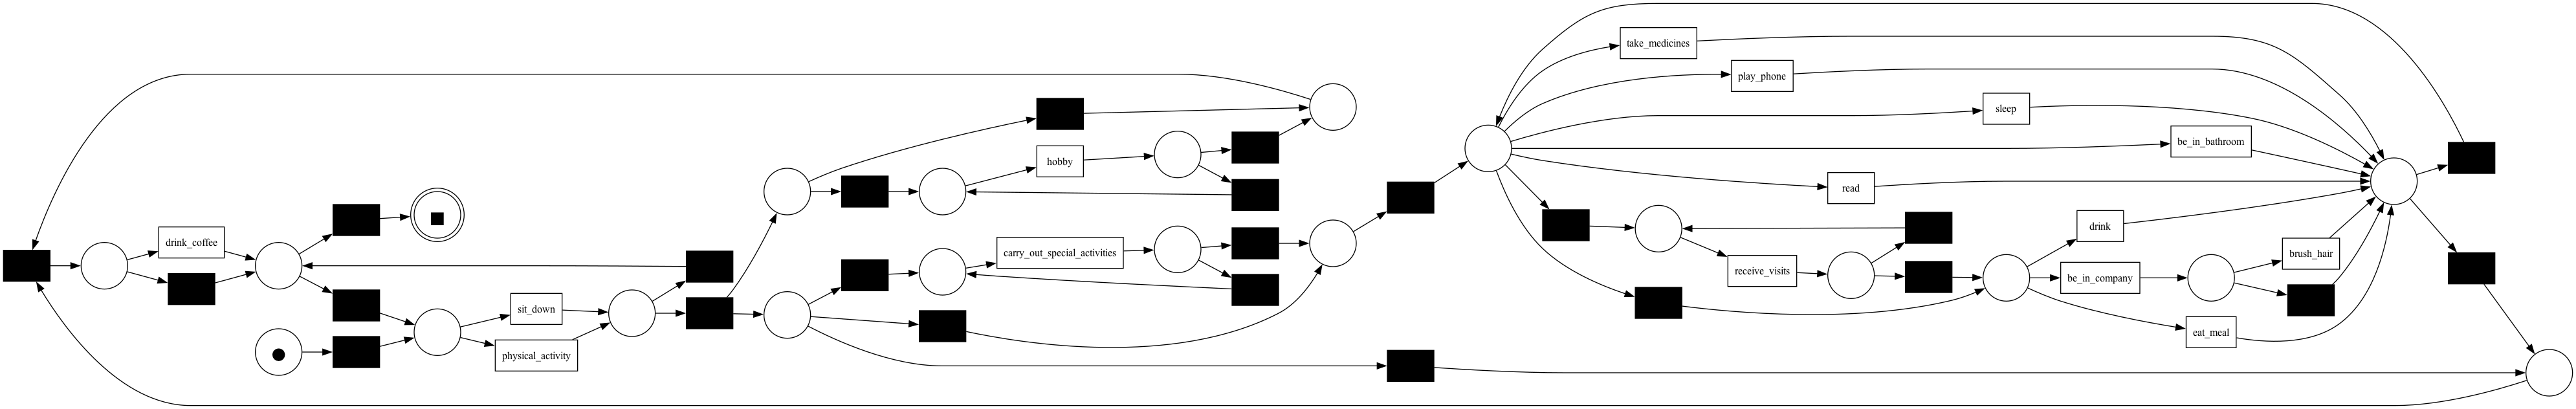 take_medicines
play_phone
sleep
be_in_bathroom
hobby
read
drink
drink_coffee
carry_out_special_activities
receive_visits
be_in_company
brush_hair
sit_down
eat_meal
physical_activity